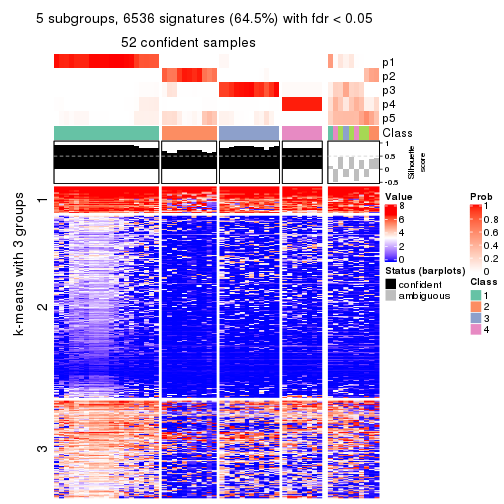 5 subgroups, 6536 signatures (64.5%) with fdr < 0.05
52 confident samples
p1
p2
p3
p4
p5
Class
1
0.5
0
-0.5
Silhouette
score
k-means with 3 groups
1
2
3
Value
8
6
4
2
0
Status (barplots)
confident
ambiguous
Prob
1
0.8
0.6
0.4
0.2
0
Class
1
2
3
4